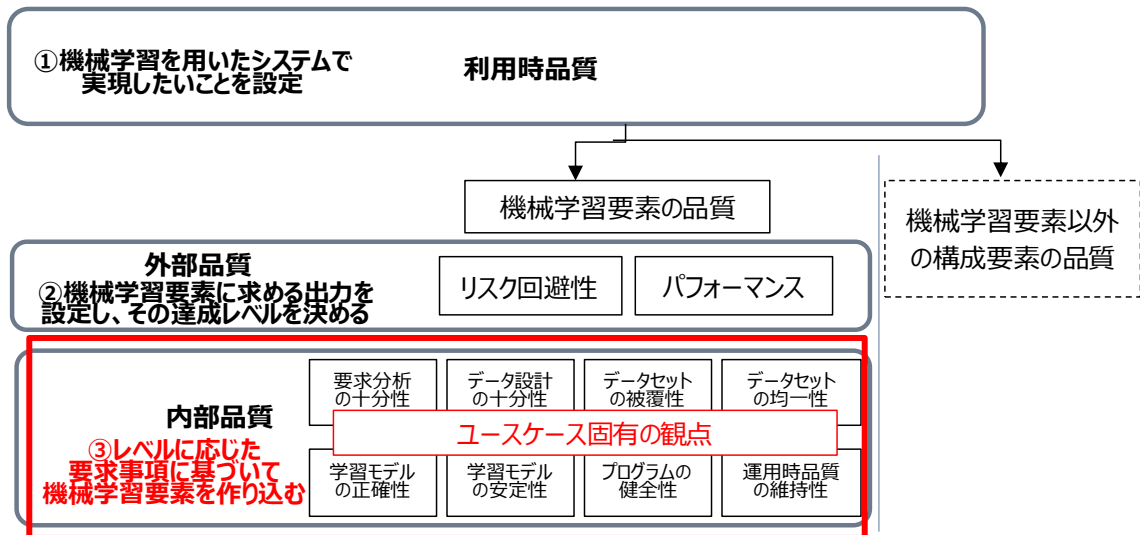 ①機械学習を用いたシステムで
実現したいことを設定
利用時品質
機械学習要素の品質
機械学習要素以外
の構成要素の品質
外部品質
②機械学習要素に求める出力を
設定し、その達成レベルを決める
リスク回避性
パフォーマンス
内部品質
③レベルに応じた
要求事項に基づいて
機械学習要素を作り込む
要求分析
の十分性
データ設計
の十分性
データセット
の被覆性
データセット
の均一性
ユースケース固有の観点
学習モデル
の正確性
学習モデル
の安定性
プログラムの
健全性
運用時品質
の維持性